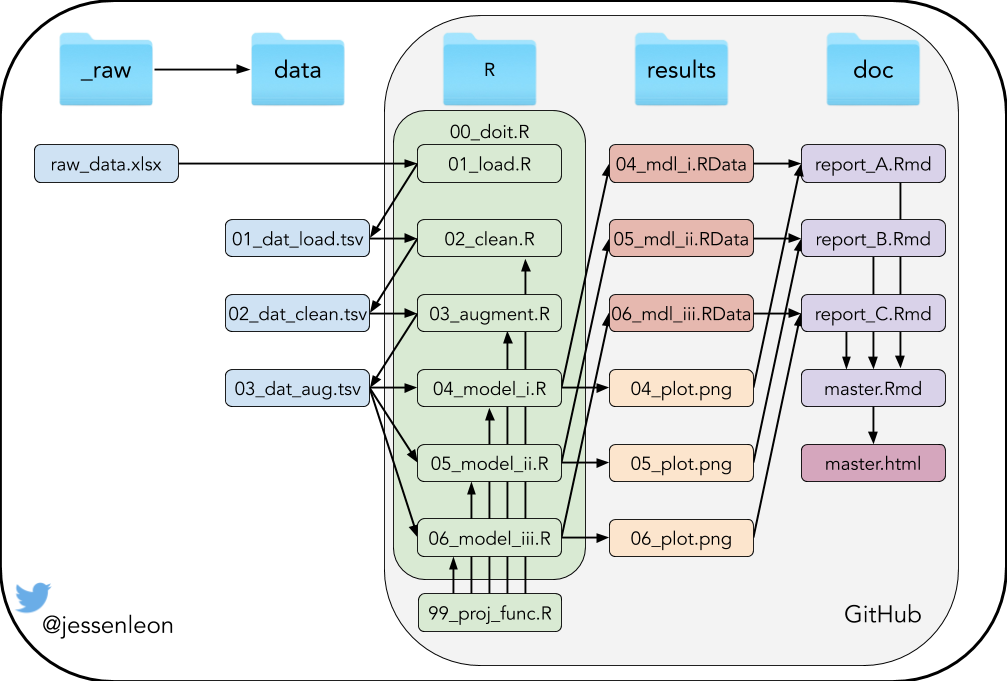 _raw
data
R
results
doc
00_doit.R
raw_data.xlsx
01_load.R
04_mdl_i.RData
report_A.Rmd
01_dat_load.tsv
02_clean.R
05_mdl_ii.RData
report_B.Rmd
02_dat_clean.tsv
03_augment.R
06_mdl_iii.RData
report_C.Rmd
03_dat_aug.tsv
04_model_i.R
04_plot.png
master.Rmd
05_model_ii.R
05_plot.png
master.html
06_model_iii.R
06_plot.png
99_proj_func.R
GitHub
@jessenleon